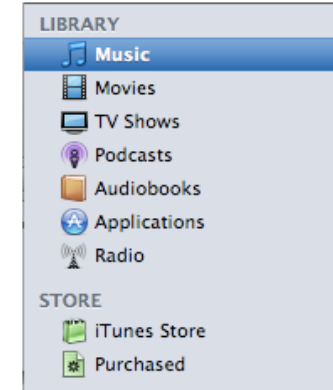 LIBRARY
Music
Movies
TV Shows
Podcasts
Audiobooks
Applications
Radio
STORE
iTunes Store
Purchased